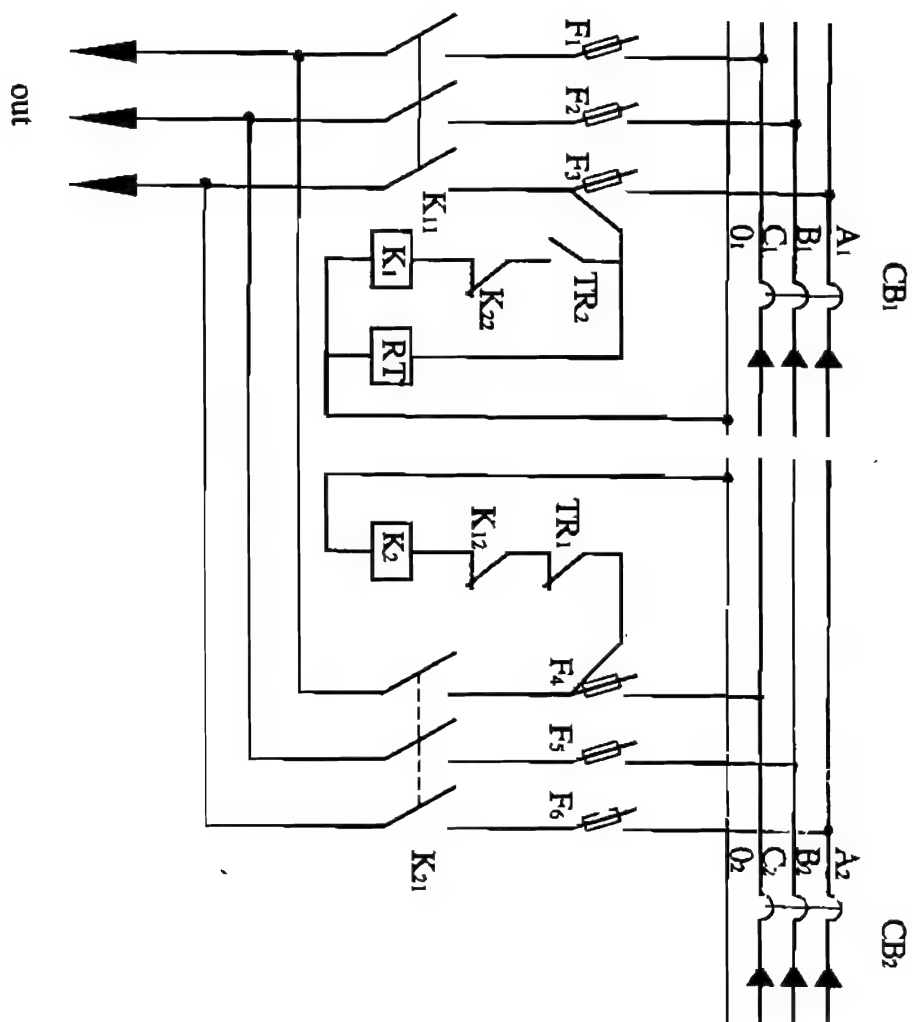 CB₁
CB₂
A₁
B₁
C₁
0₁
A₂
B₂
C₂
0₂
F₁
F₂
F₃
F₄
F₅
F₆
TR₂
TR₁
K₁₁
K₂₂
K₁₂
K₂₁
K₁
RT
K₂
out